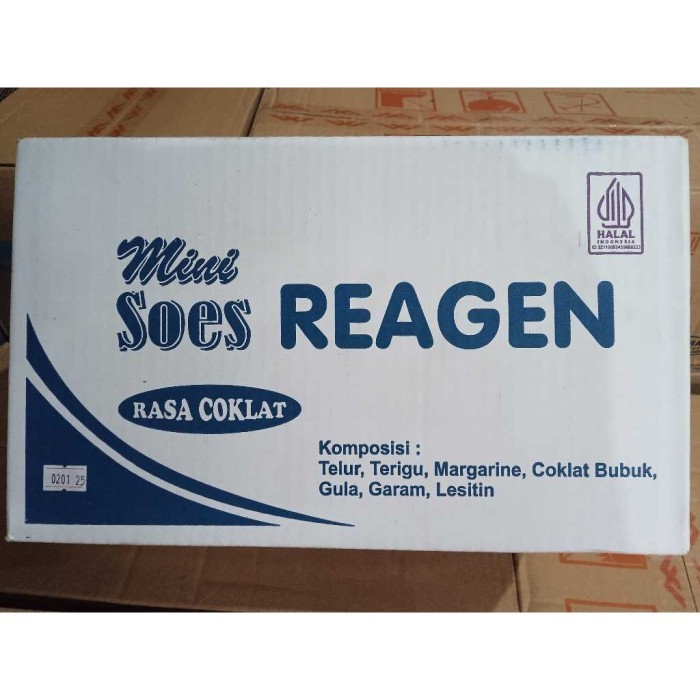 Mini
Soes REAGEN
RASA COKLAT
HALAL
INDONESIA
Komposisi :
Telur, Terigu, Margarine, Coklat Bubuk,
Gula, Garam, Lesitin
0201 25